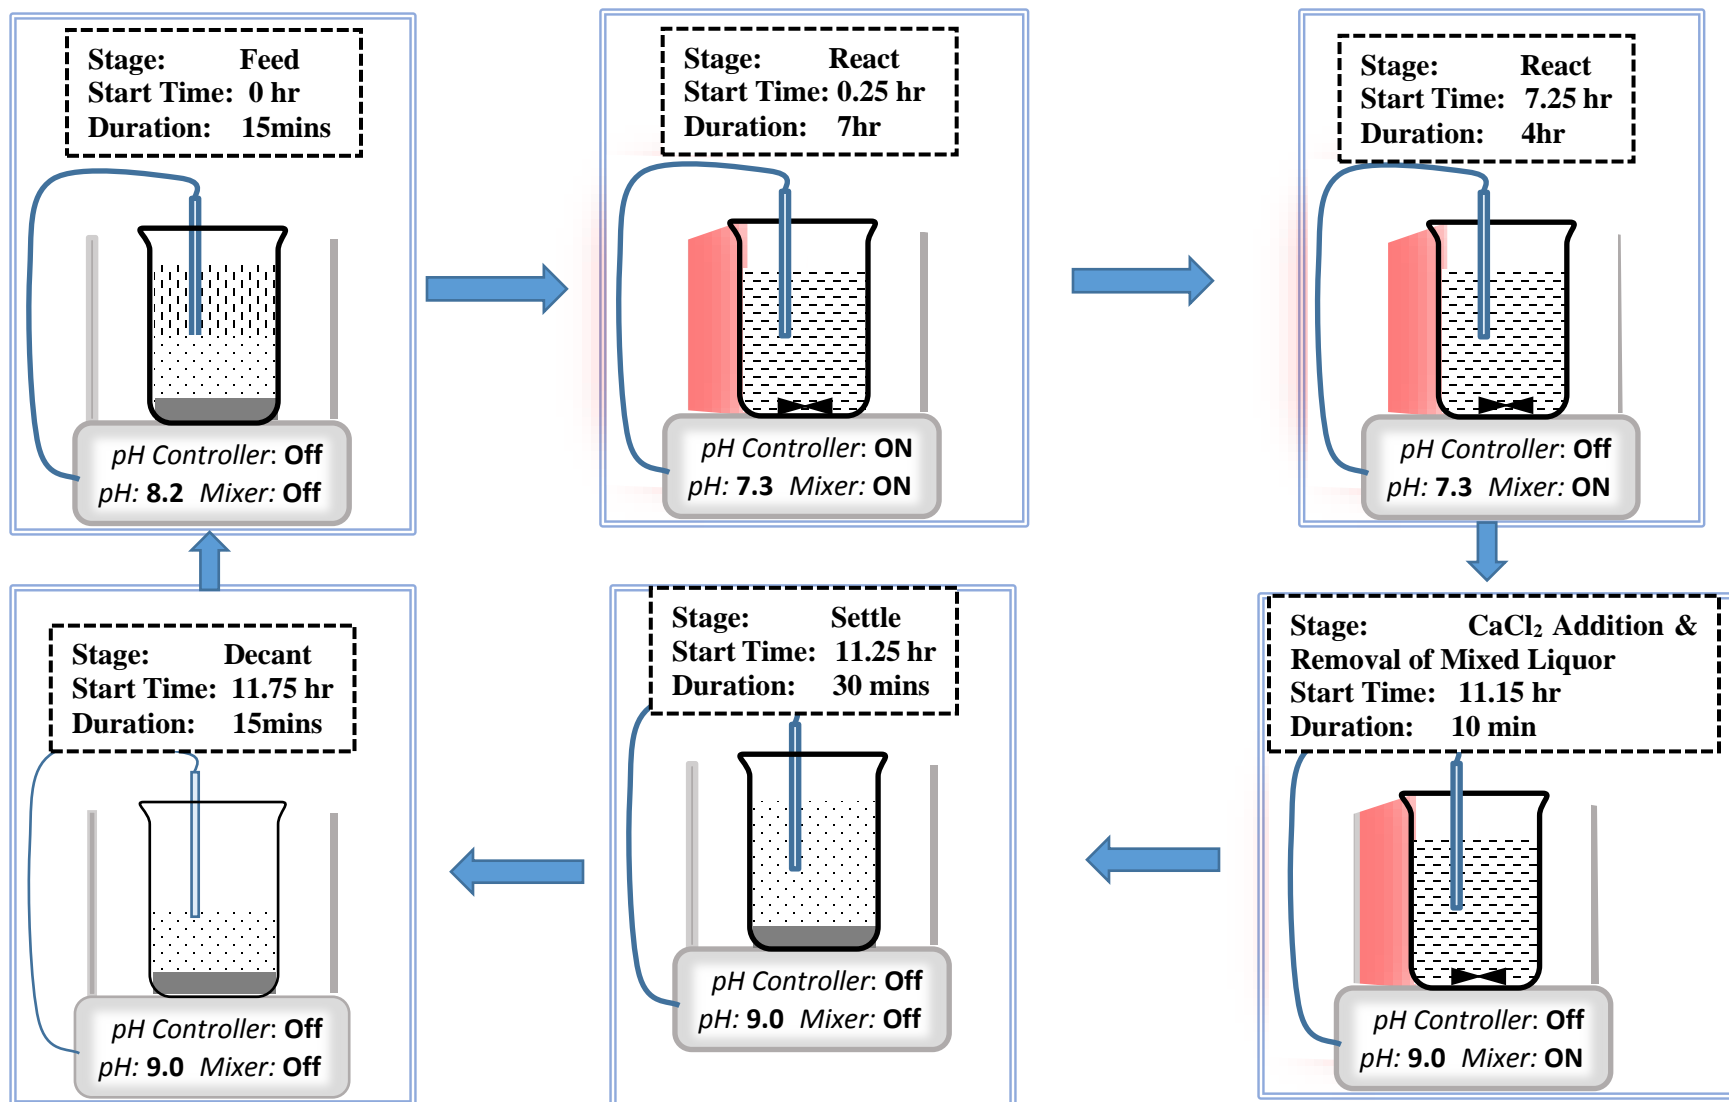 Stage: Feed
Start Time: 0 hr
Duration: 15mins
pH Controller: Off
pH: 8.2 Mixer: Off
Stage: React
Start Time: 0.25 hr
Duration: 7hr
pH Controller: ON
pH: 7.3 Mixer: ON
Stage: React
Start Time: 7.25 hr
Duration: 4hr
pH Controller: Off
pH: 7.3 Mixer: ON
Stage: CaCl₂ Addition &
Removal of Mixed Liquor
Start Time: 11.15 hr
Duration: 10 min
pH Controller: Off
pH: 9.0 Mixer: ON
Stage: Settle
Start Time: 11.25 hr
Duration: 30 mins
pH Controller: Off
pH: 9.0 Mixer: Off
Stage: Decant
Start Time: 11.75 hr
Duration: 15mins
pH Controller: Off
pH: 9.0 Mixer: Off